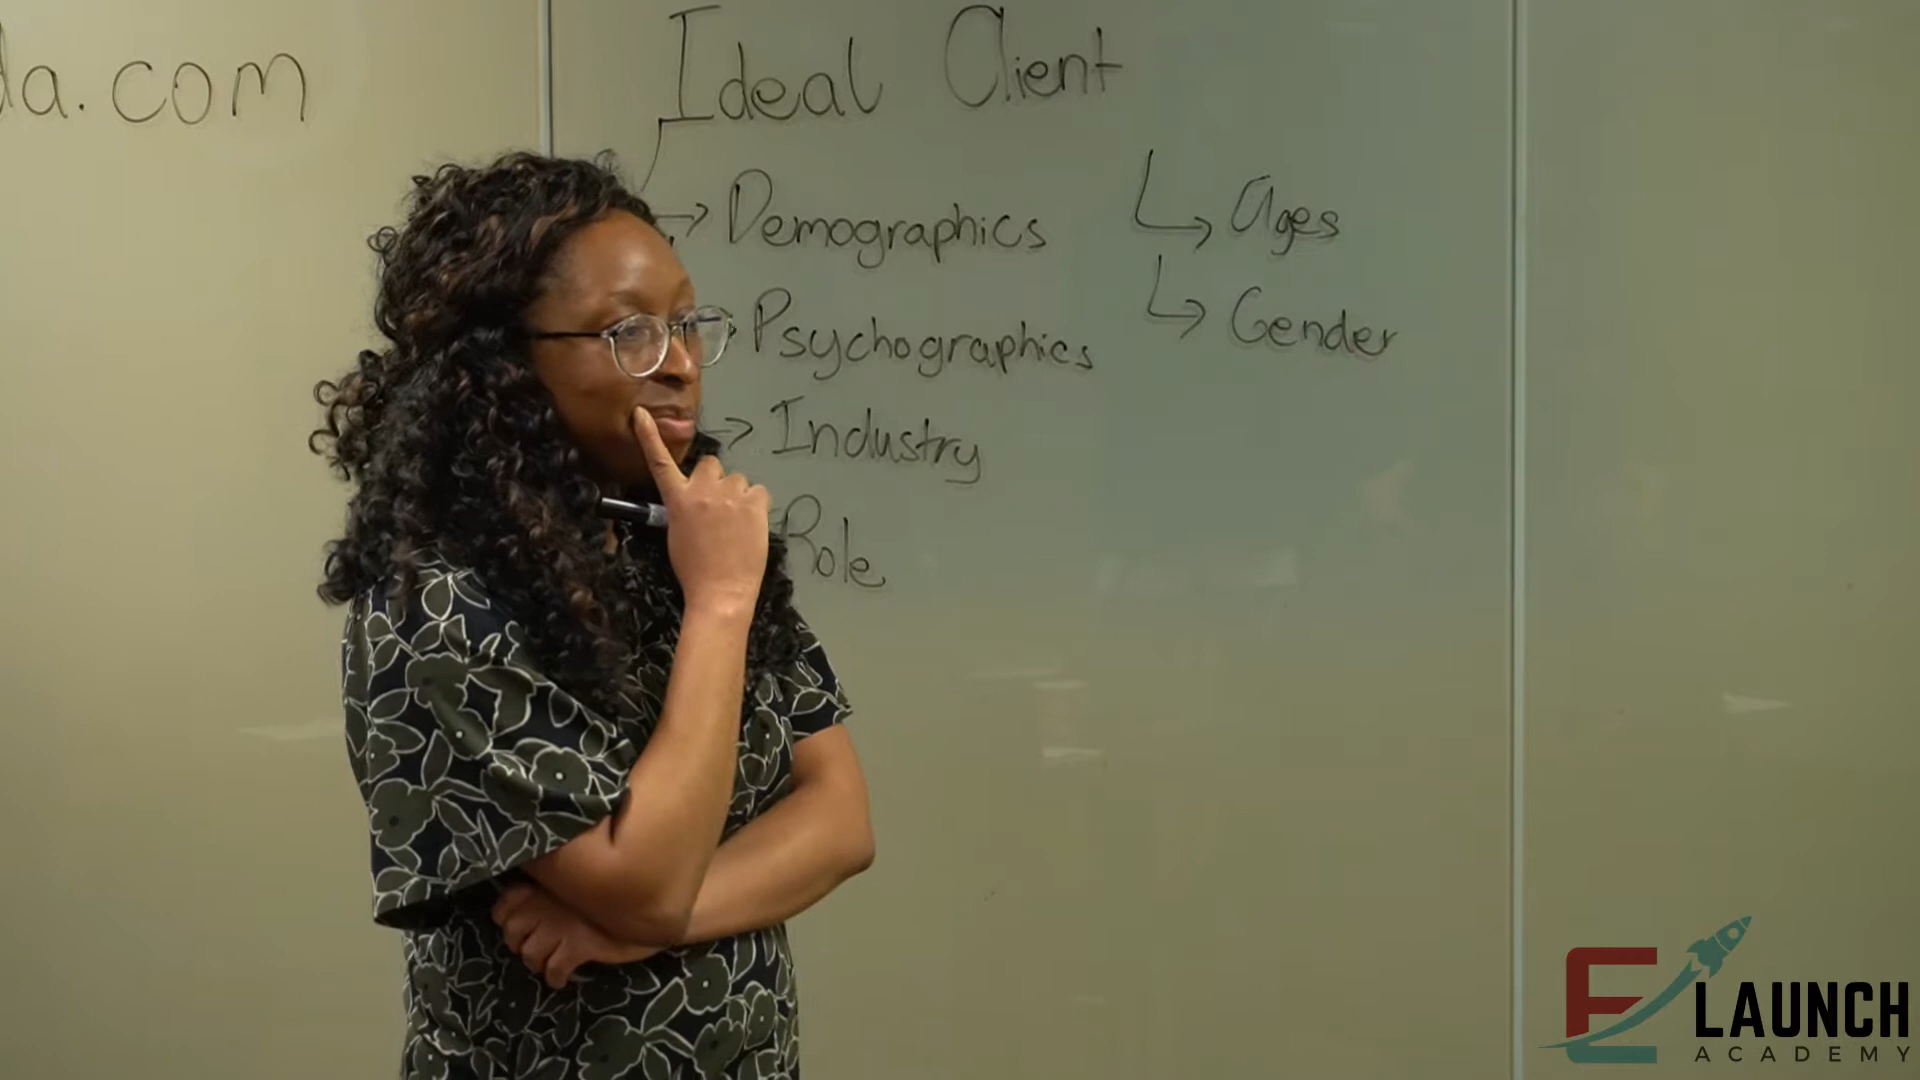 da.com
Ideal Client
Demographics
Psychographics
Industry
Role
Ages
Gender
E LAUNCH
ACADEMY